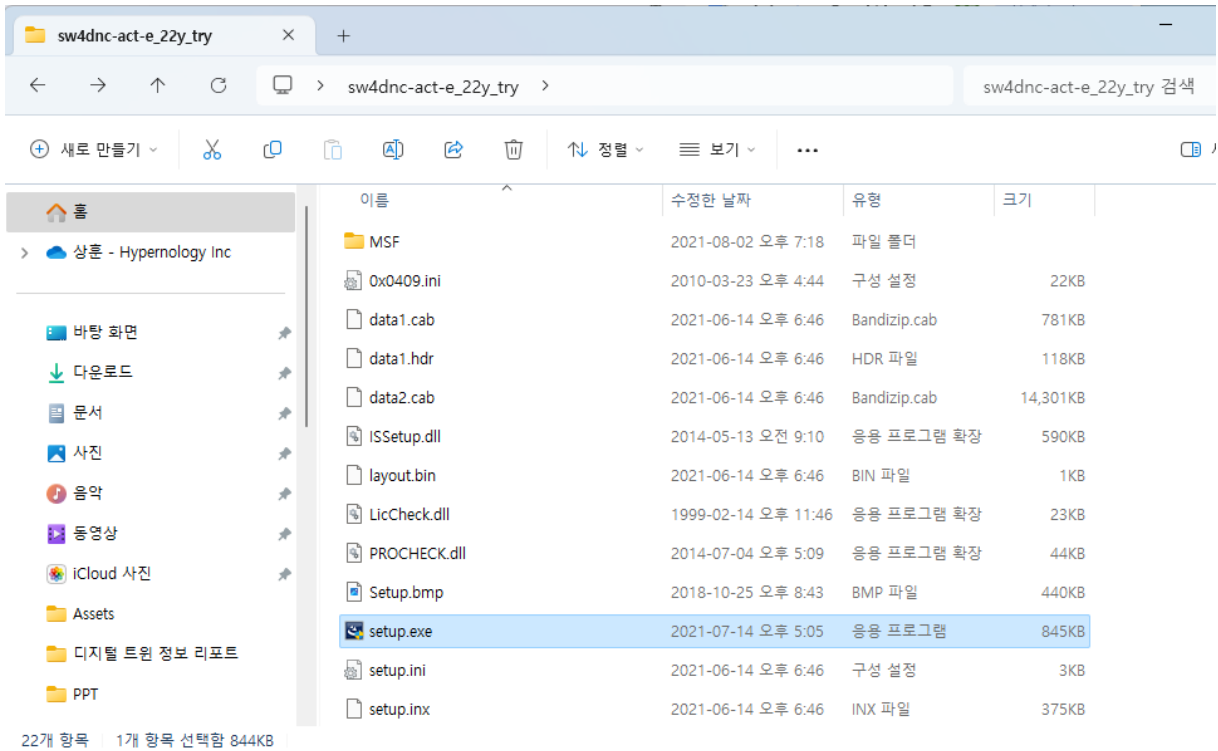 sw4dnc-act-e_22y_try
sw4dnc-act-e_22y_try
sw4dnc-act-e_22y_try 검색
새로 만들기
정렬
보기
이름 수정한 날짜 유형 크기
홈
상훈 - Hypernology Inc
바탕 화면
다운로드
문서
사진
음악
동영상
iCloud 사진
Assets
디지털 트윈 정보 리포트
PPT
MSF 2021-08-02 오후 7:18 파일 폴더
0x0409.ini 2010-03-23 오후 4:44 구성 설정 22KB
data1.cab 2021-06-14 오후 6:46 Bandizip.cab 781KB
data1.hdr 2021-06-14 오후 6:46 HDR 파일 118KB
data2.cab 2021-06-14 오후 6:46 Bandizip.cab 14,301KB
ISSetup.dll 2014-05-13 오전 9:10 응용 프로그램 확장 590KB
layout.bin 2021-06-14 오후 6:46 BIN 파일 1KB
LicCheck.dll 1999-02-14 오후 11:46 응용 프로그램 확장 23KB
PROCHECK.dll 2014-07-04 오후 5:09 응용 프로그램 확장 44KB
Setup.bmp 2018-10-25 오후 8:43 BMP 파일 440KB
setup.exe 2021-07-14 오후 5:05 응용 프로그램 845KB
setup.ini 2021-06-14 오후 6:46 구성 설정 3KB
setup.inx 2021-06-14 오후 6:46 INX 파일 375KB
22개 항목 1개 항목 선택함 844KB